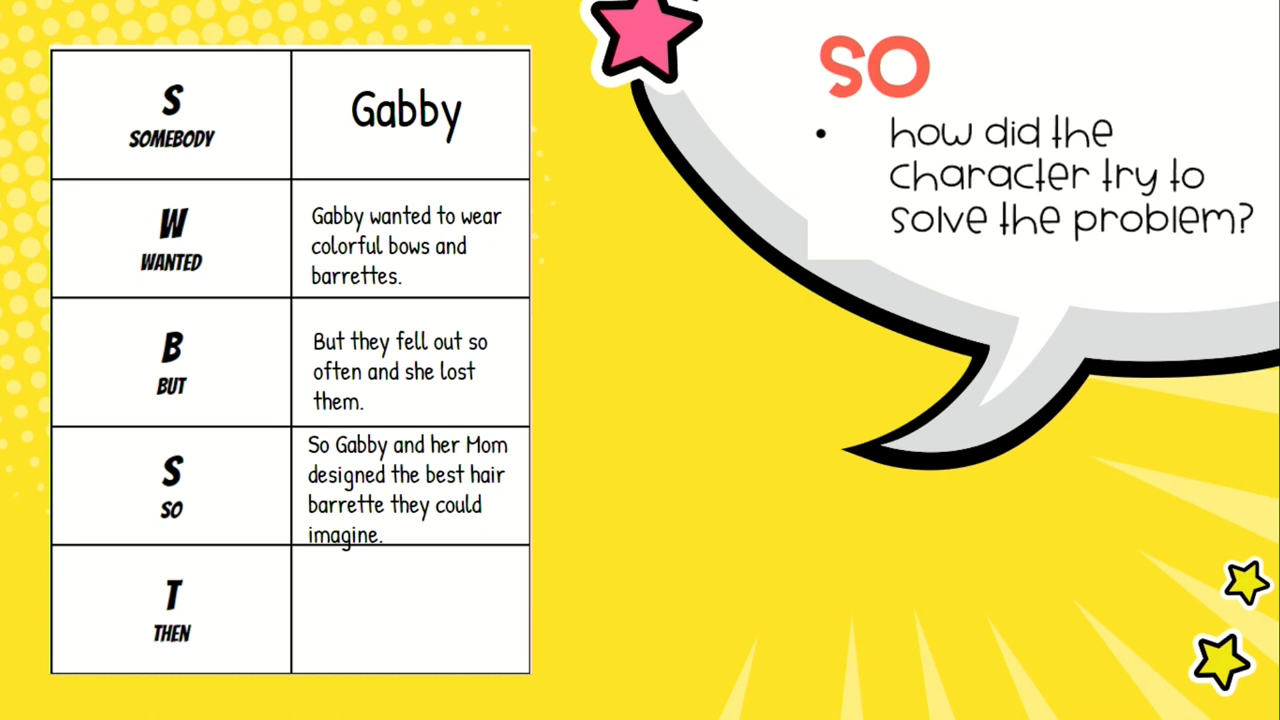 S
SOMEBODY
Gabby
W
WANTED
Gabby wanted to wear
colorful bows and
barrettes.
B
BUT
But they fell out so
often and she lost
them.
S
SO
So Gabby and her Mom
designed the best hair
barrette they could
imagine.
T
THEN
SO
• how did the
character try to
solve the problem?